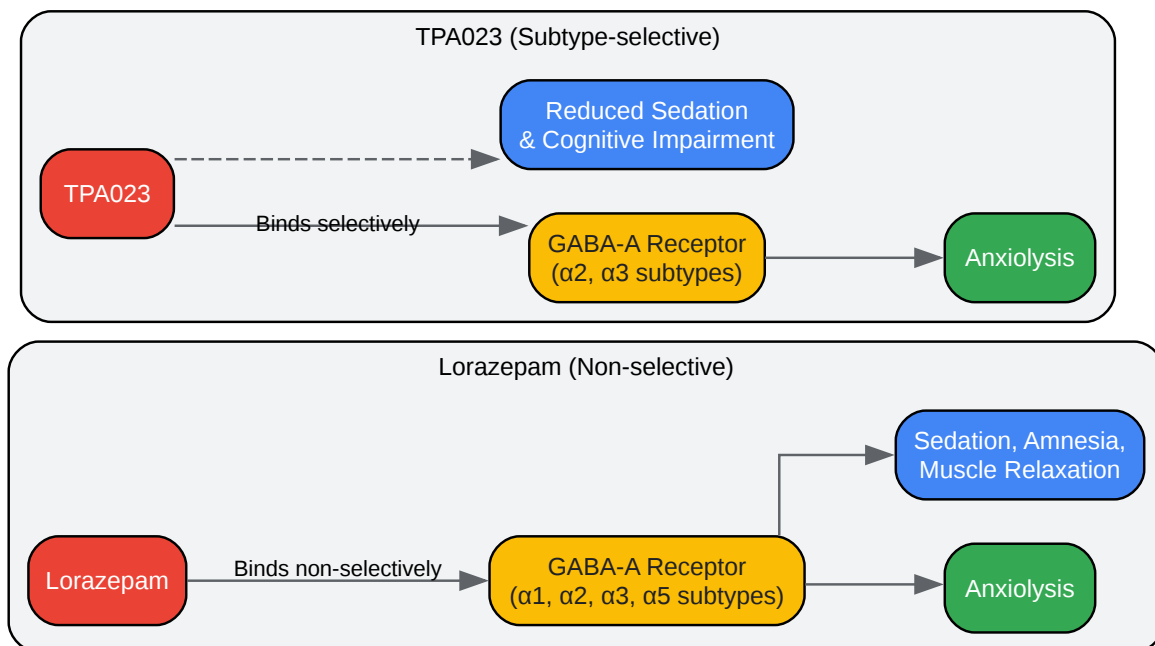 TPA023 (Subtype-selective)
Reduced Sedation
& Cognitive Impairment
TPA023
Binds selectively
GABA-A Receptor
(α2, α3 subtypes)
Anxiolysis
Lorazepam (Non-selective)
Sedation, Amnesia,
Muscle Relaxation
Lorazepam
Binds non-selectively
GABA-A Receptor
(α1, α2, α3, α5 subtypes)
Anxiolysis